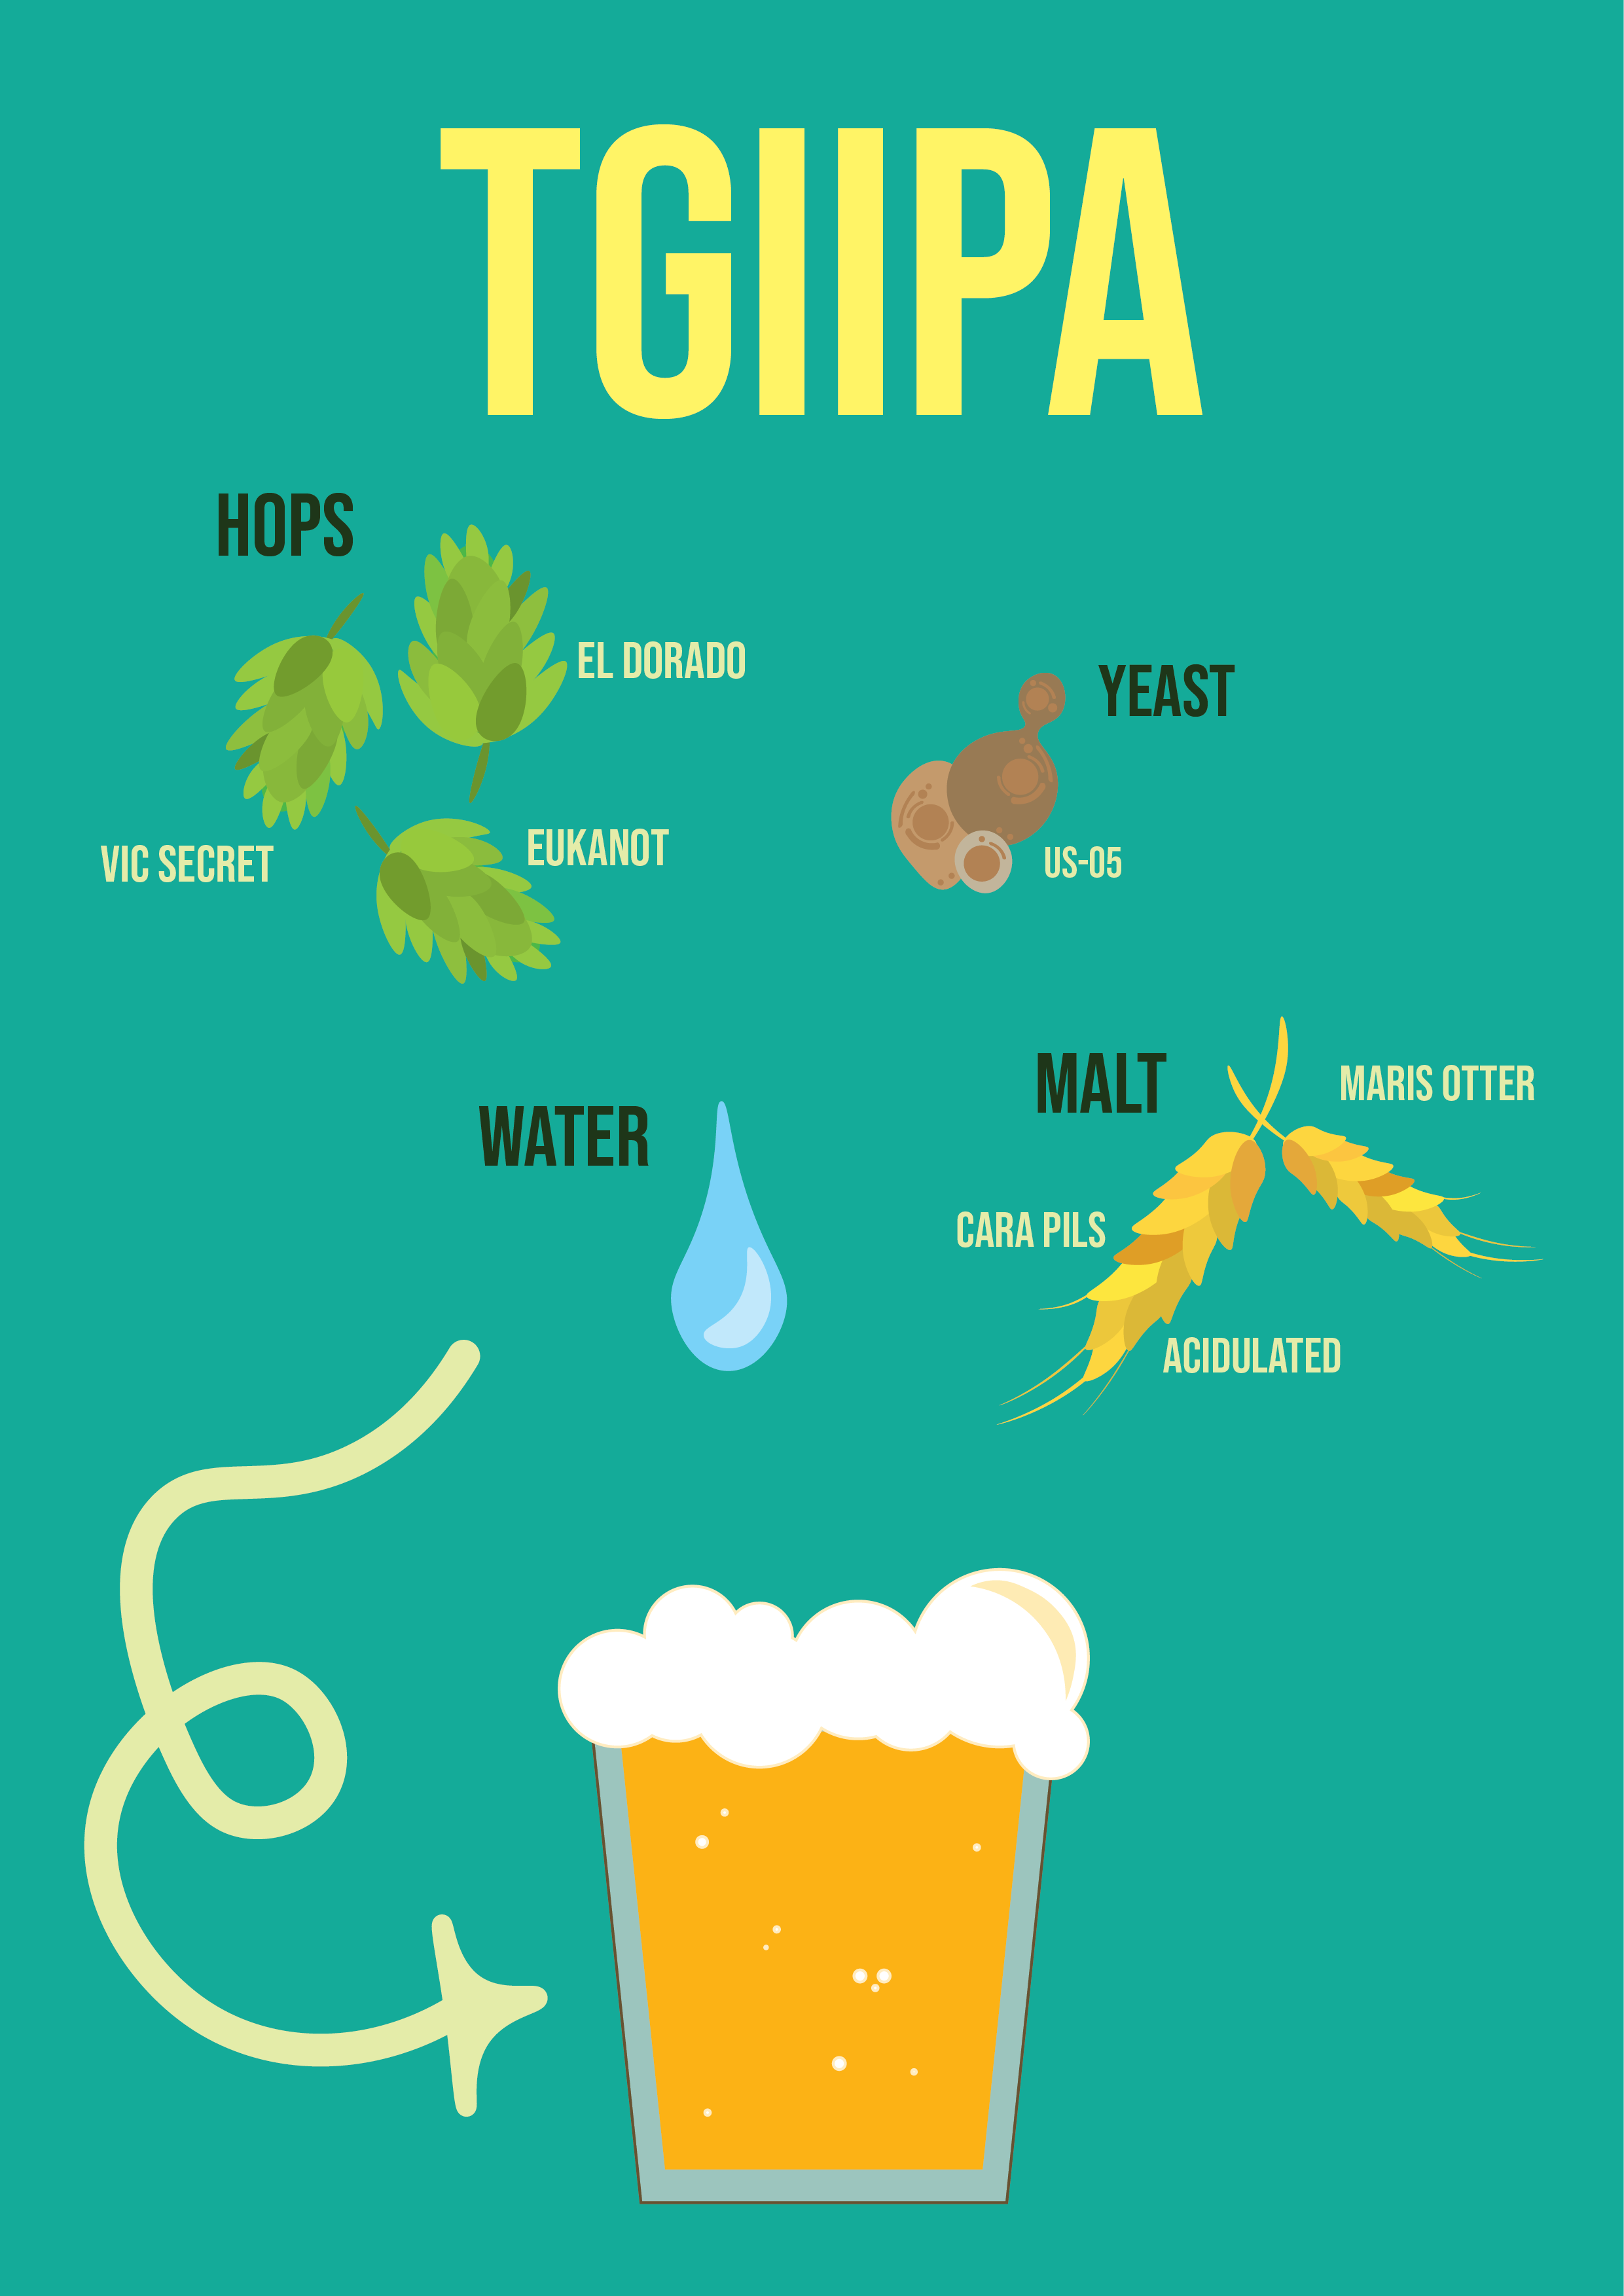 TGIIPA
HOPS
EL DORADO
VIC SECRET
EUKANOT
YEAST
US-05
WATER
MALT
MARIS OTTER
CARA PILS
ACIDULATED